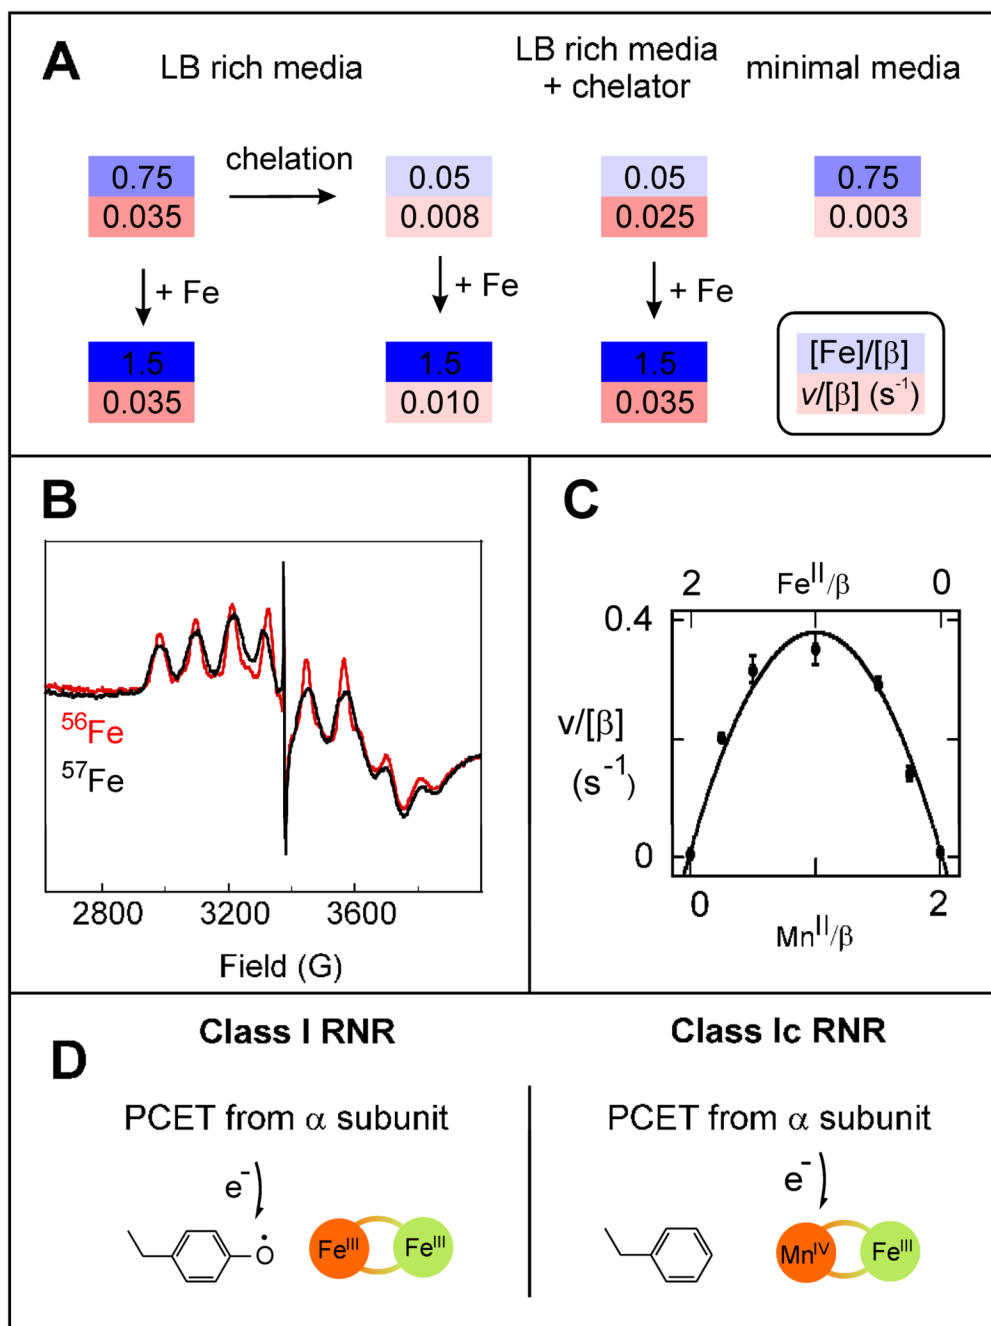 A
LB rich media
LB rich media
+ chelator
minimal media
0.75
0.035
chelation
0.05
0.008
0.05
0.025
0.75
0.003
+ Fe
+ Fe
+ Fe
1.5
0.035
1.5
0.010
1.5
0.035
[Fe]/[β]
v/[β] (s⁻¹)
B
⁵⁶Fe
⁵⁷Fe
2800 3200 3600
Field (G)
C
2 Feᴵᴵ/β 0
0.4
v/[β]
(s⁻¹)
0
0 2
Mnᴵᴵ/β
D
Class I RNR
PCET from α subunit
e⁻
Ȯ
Feᴵᴵᴵ
Feᴵᴵᴵ
Class Ic RNR
PCET from α subunit
e⁻
Mnᴵⱽ
Feᴵᴵᴵ